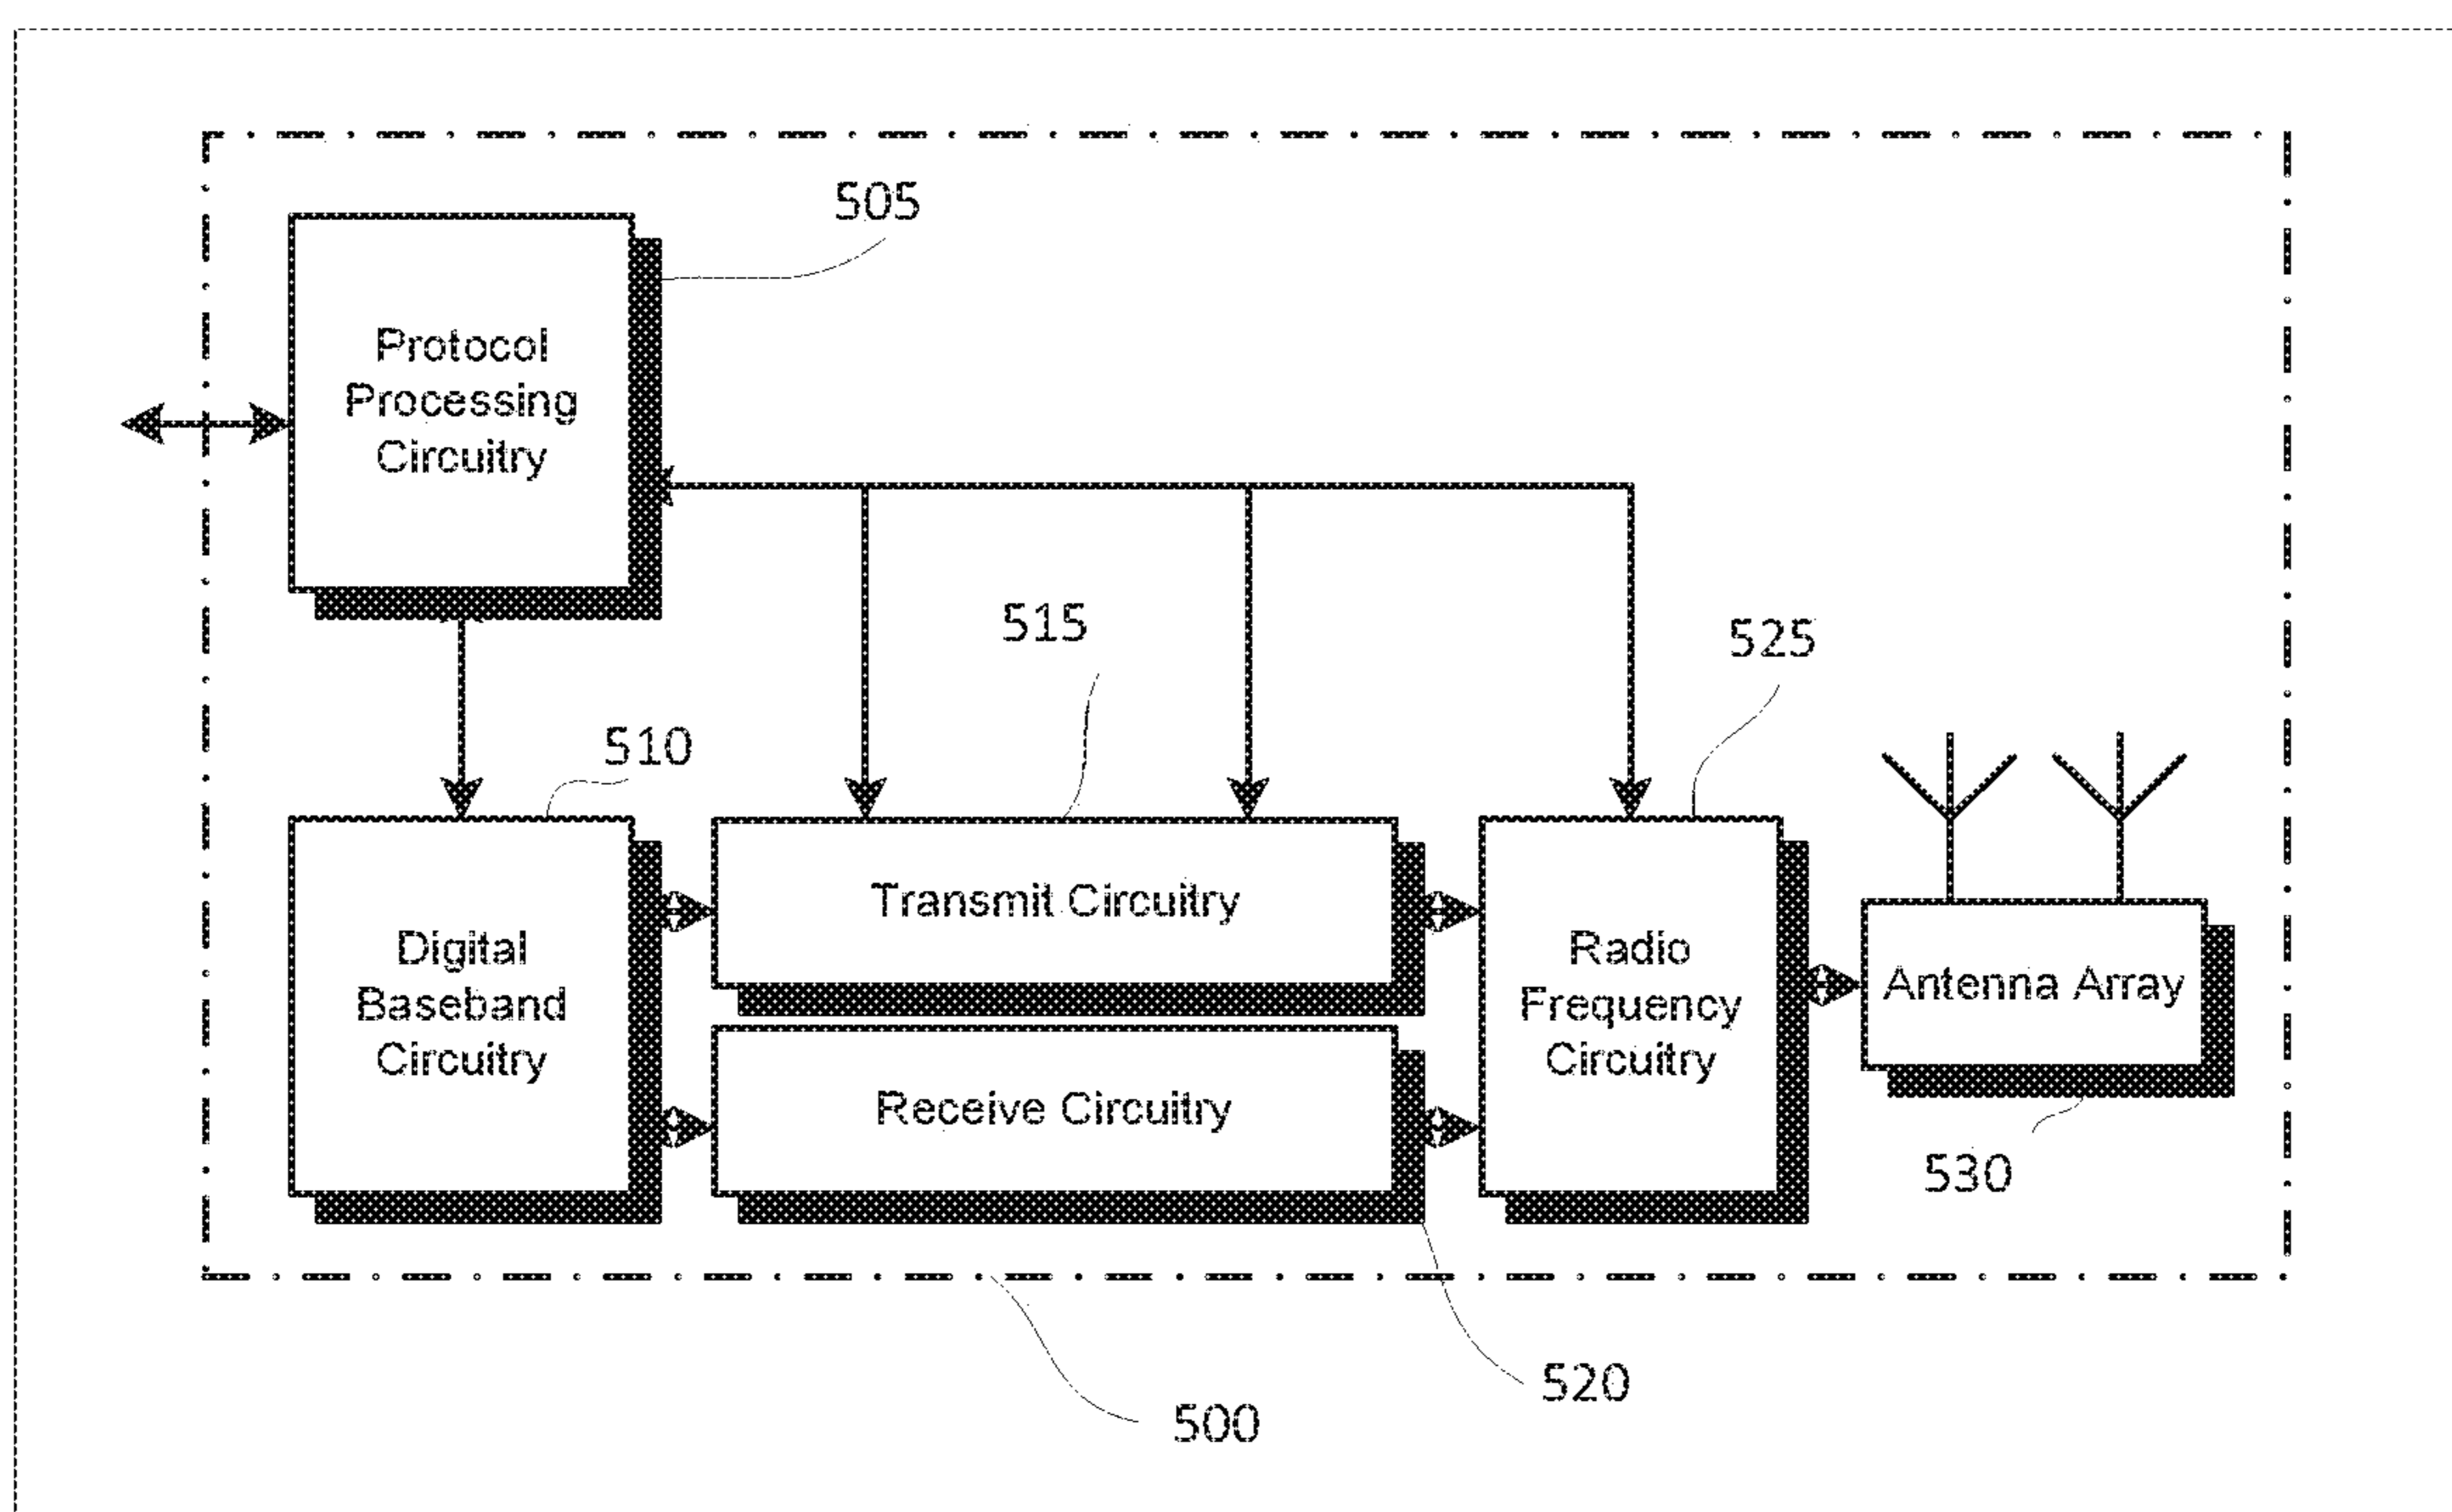 505
Protocol
Processing
Circuitry
515
525
510
Transmit Circuitry
Digital
Baseband
Circuitry
Radio
Frequency
Circuitry
Antenna Array
Receive Circuitry
530
520
500